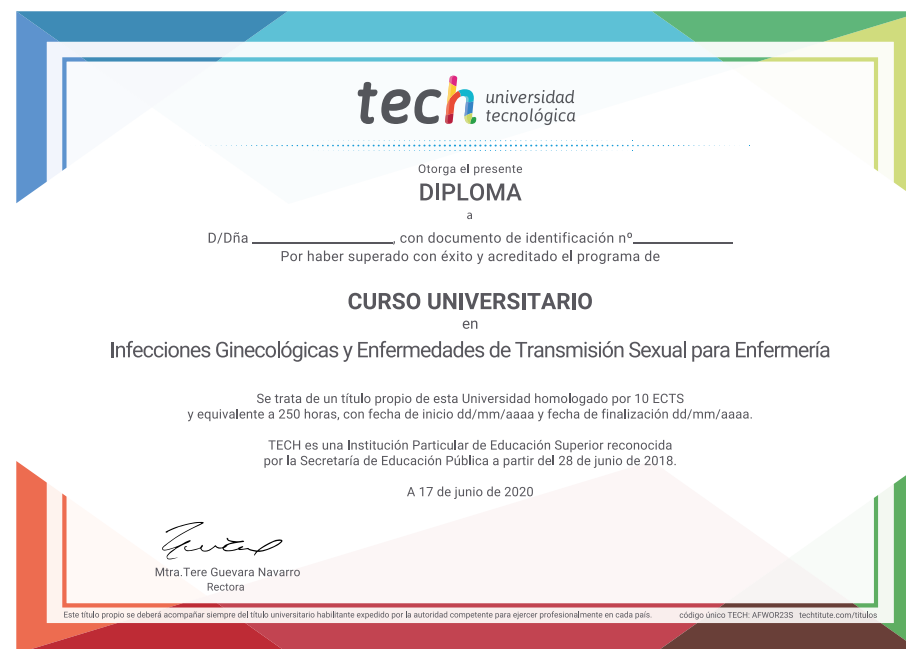 tech universidad
tecnológica
Otorga el presente
DIPLOMA
a
D/Dña ____________________, con documento de identificación nº______________
Por haber superado con éxito y acreditado el programa de
CURSO UNIVERSITARIO
en
Infecciones Ginecológicas y Enfermedades de Transmisión Sexual para Enfermería
Se trata de un título propio de esta Universidad homologado por 10 ECTS
y equivalente a 250 horas, con fecha de inicio dd/mm/aaaa y fecha de finalización dd/mm/aaaa.
TECH es una Institución Particular de Educación Superior reconocida
por la Secretaría de Educación Pública a partir del 28 de junio de 2018.
A 17 de junio de 2020
Mtra.Tere Guevara Navarro
Rectora
Este título propio se deberá acompañar siempre del título universitario habilitante expedido por la autoridad competente para ejercer profesionalmente en cada país. código único TECH: AFWOR23S techtitute.com/titulos